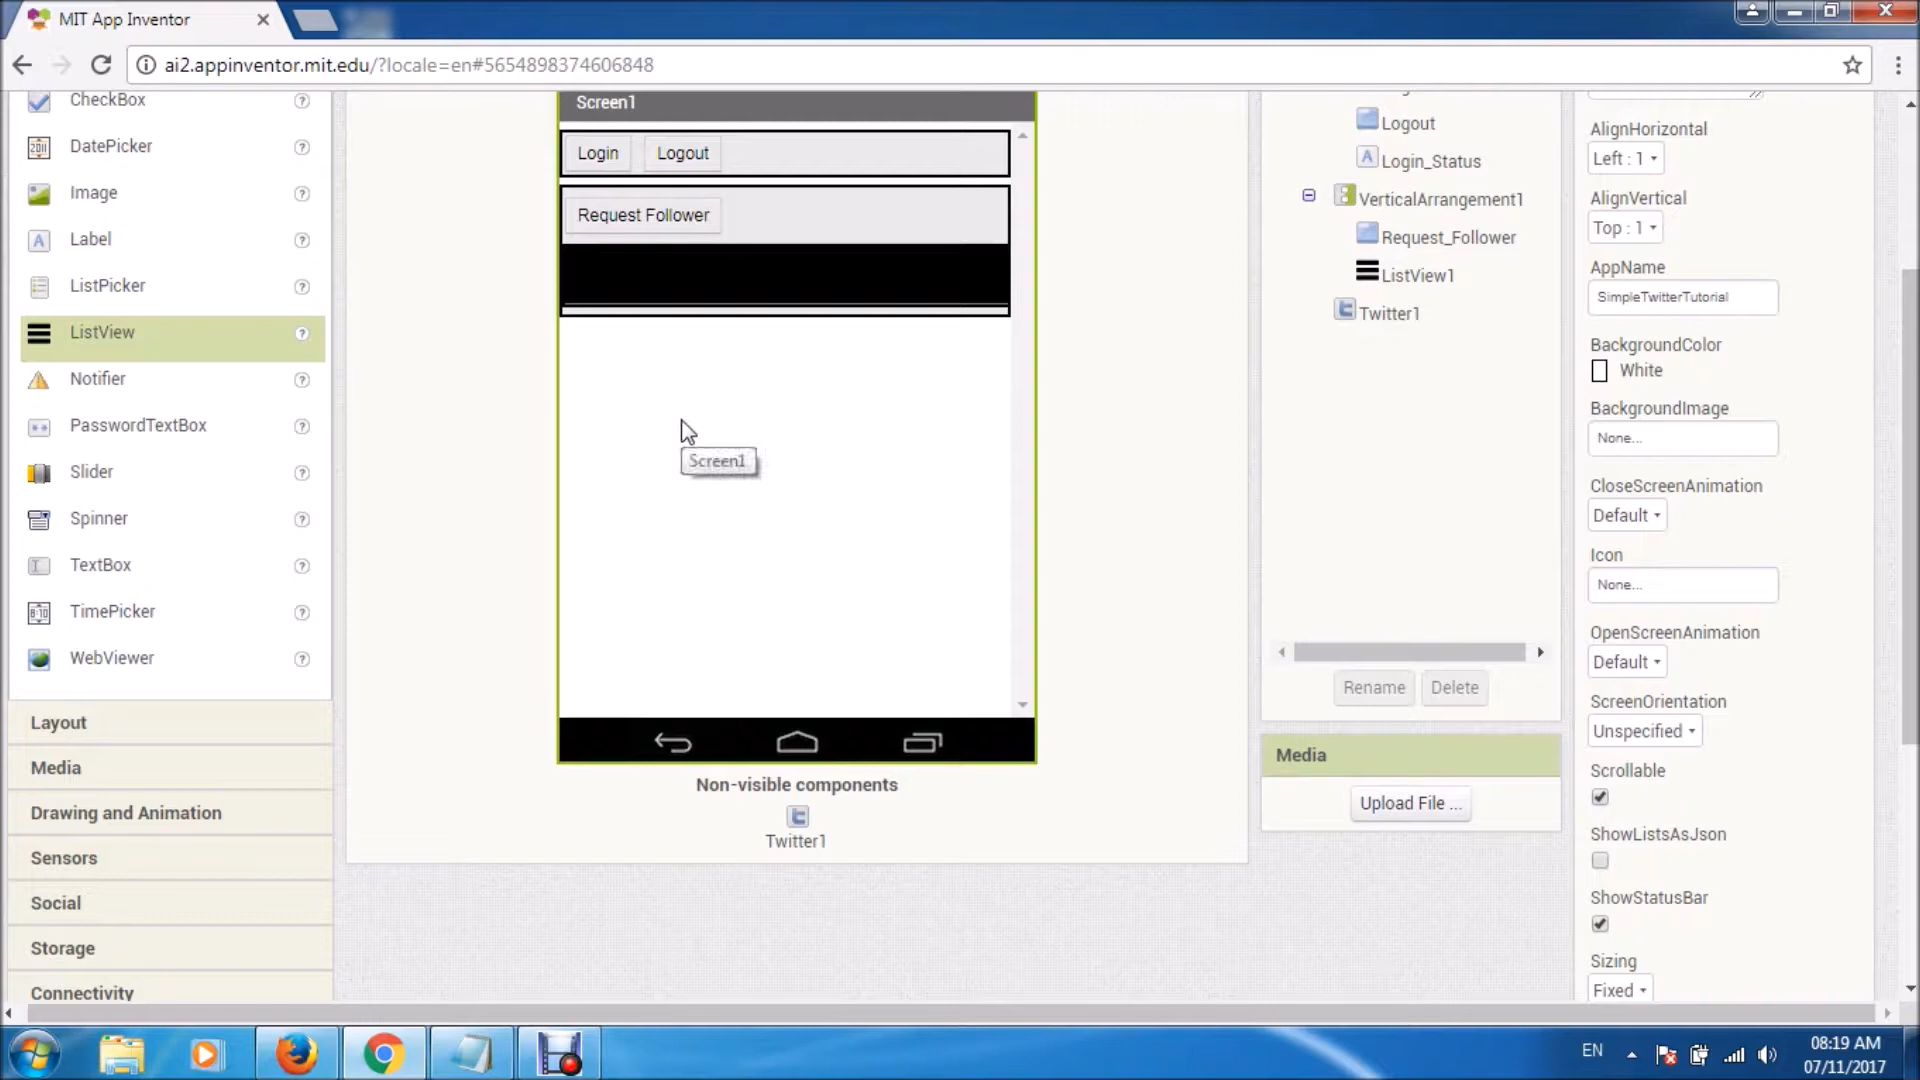 MIT App Inventor
ai2.appinventor.mit.edu/?locale=en#5654898374606848
CheckBox
DatePicker
Image
Label
ListPicker
ListView
Notifier
PasswordTextBox
Slider
Spinner
TextBox
TimePicker
WebViewer
Layout
Media
Drawing and Animation
Sensors
Social
Storage
Connectivity
Screen1
Login Logout
Request Follower
Screen1
Non-visible components
Twitter1
Logout
Login_Status
VerticalArrangement1
Request_Follower
ListView1
Twitter1
Rename Delete
Media
Upload File ...
AlignHorizontal
Left : 1
AlignVertical
Top : 1
AppName
SimpleTwitterTutorial
BackgroundColor
White
BackgroundImage
None...
CloseScreenAnimation
Default
Icon
None...
OpenScreenAnimation
Default
ScreenOrientation
Unspecified
Scrollable
ShowListsAsJson
ShowStatusBar
Sizing
Fixed
EN
08:19 AM
07/11/2017